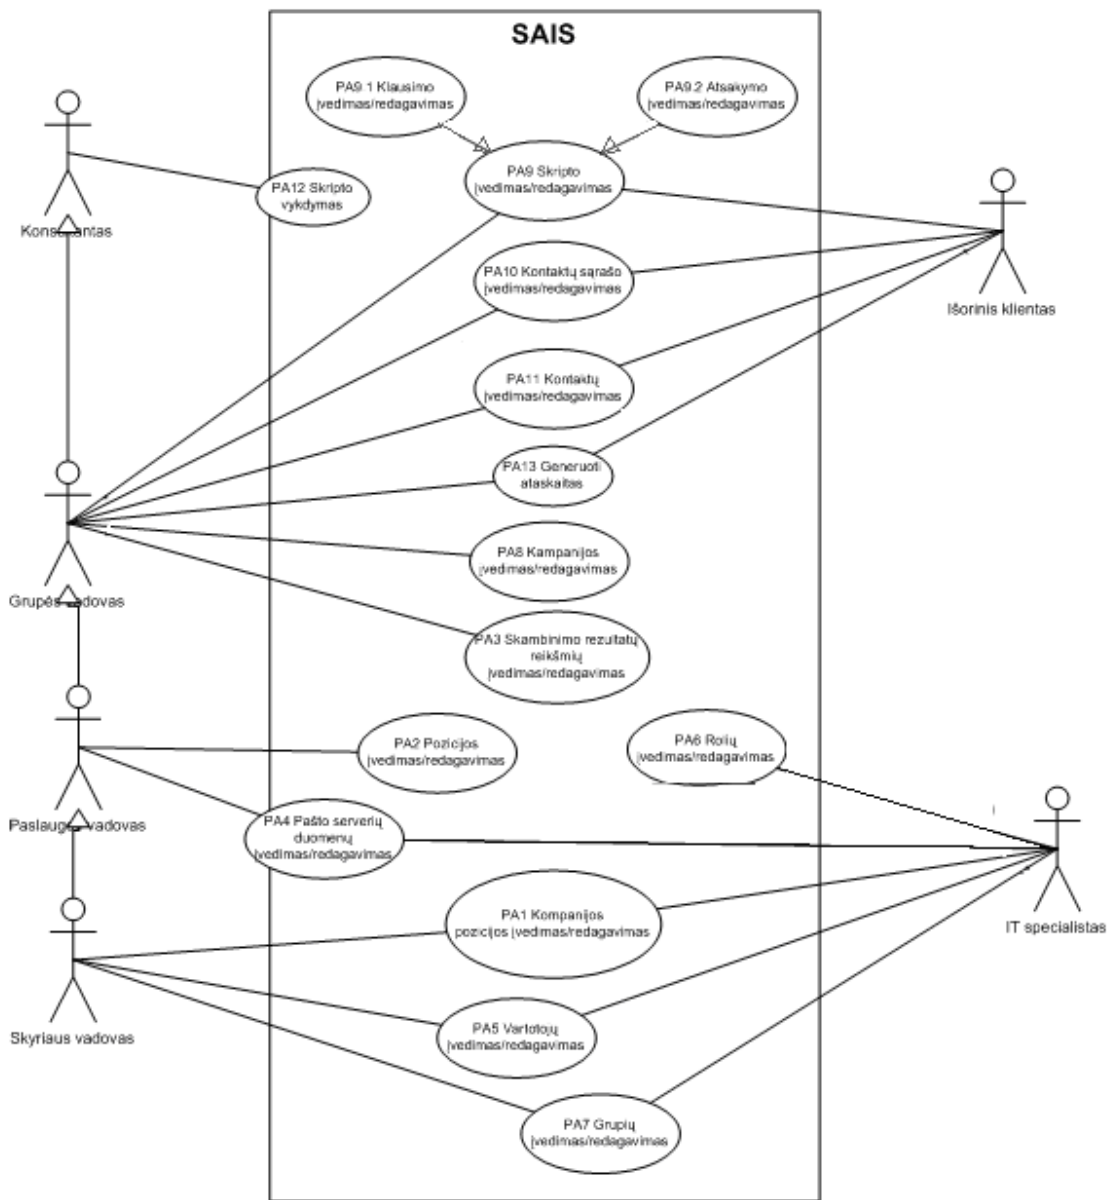 SAIS
PA9.1 Klausimo
įvedimas/redagavimas
PA9.2 Atsakymo
įvedimas/redagavimas
PA9 Skripto
įvedimas/redagavimas
PA12 Skripto
vykdymas
Konsultantas
PA10 Kontaktų sąrašo
įvedimas/redagavimas
Išorinis klientas
PA11 Kontaktų
įvedimas/redagavimas
PA13 Generuoti
ataskaitas
PA8 Kampanijos
įvedimas/redagavimas
Grupės vadovas
PA3 Skambinimo rezultatų
reikšmių
įvedimas/redagavimas
PA2 Pozicijos
įvedimas/redagavimas
PA6 Rolių
įvedimas/redagavimas
Paslaugos vadovas
PA4 Pašto serverių
duomenų
įvedimas/redagavimas
PA1 Kompanijos
pozicijos įvedimas/redagavimas
IT specialistas
Skyriaus vadovas
PA5 Vartotojų
įvedimas/redagavimas
PA7 Grupių
įvedimas/redagavimas